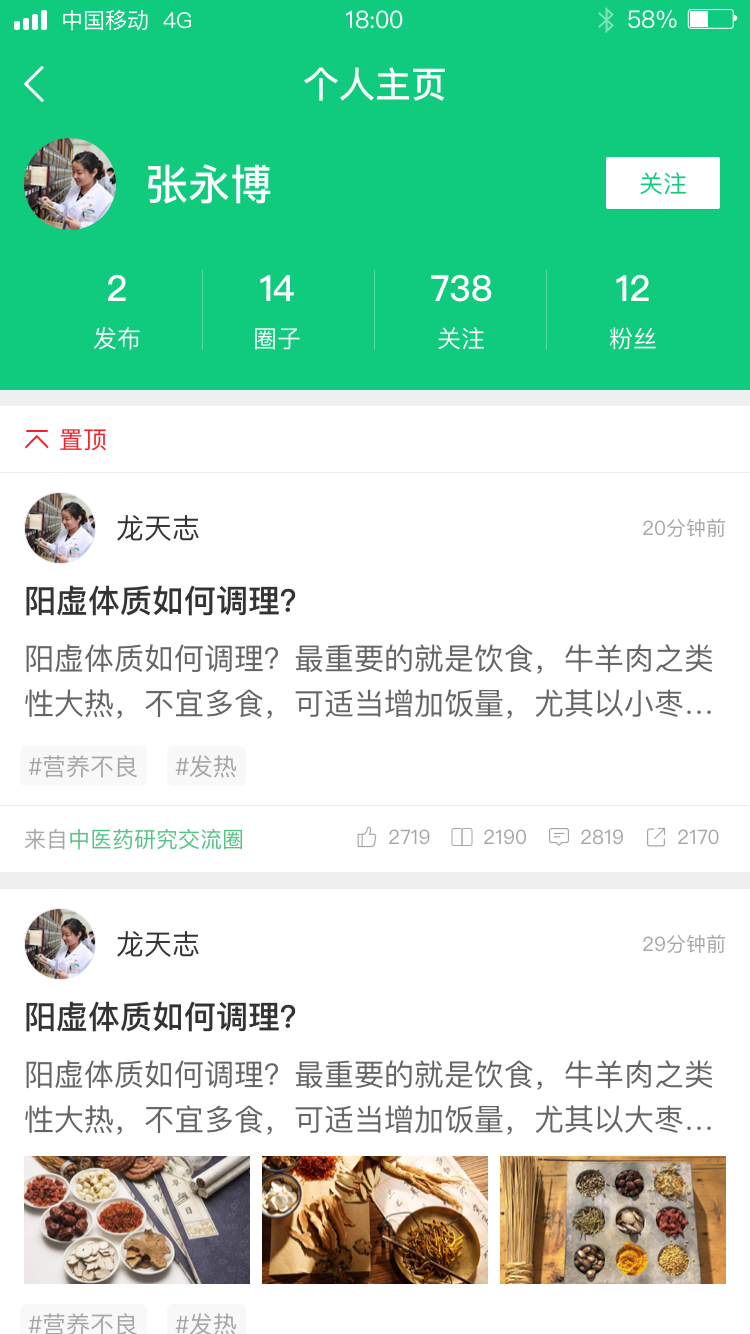 中国移动 4G 18:00 58%
个人主页
张永博 关注
2 14 738 12
发布 圈子 关注 粉丝
置顶
龙天志 20分钟前
阳虚体质如何调理?
阳虚体质如何调理？最重要的就是饮食，牛羊肉之类
性大热，不宜多食，可适当增加饭量，尤其以小枣...
#营养不良 #发热
来自中医药研究交流圈 2719 2190 2819 2170
龙天志 29分钟前
阳虚体质如何调理?
阳虚体质如何调理？最重要的就是饮食，牛羊肉之类
性大热，不宜多食，可适当增加饭量，尤其以大枣...
#营养不良 #发热